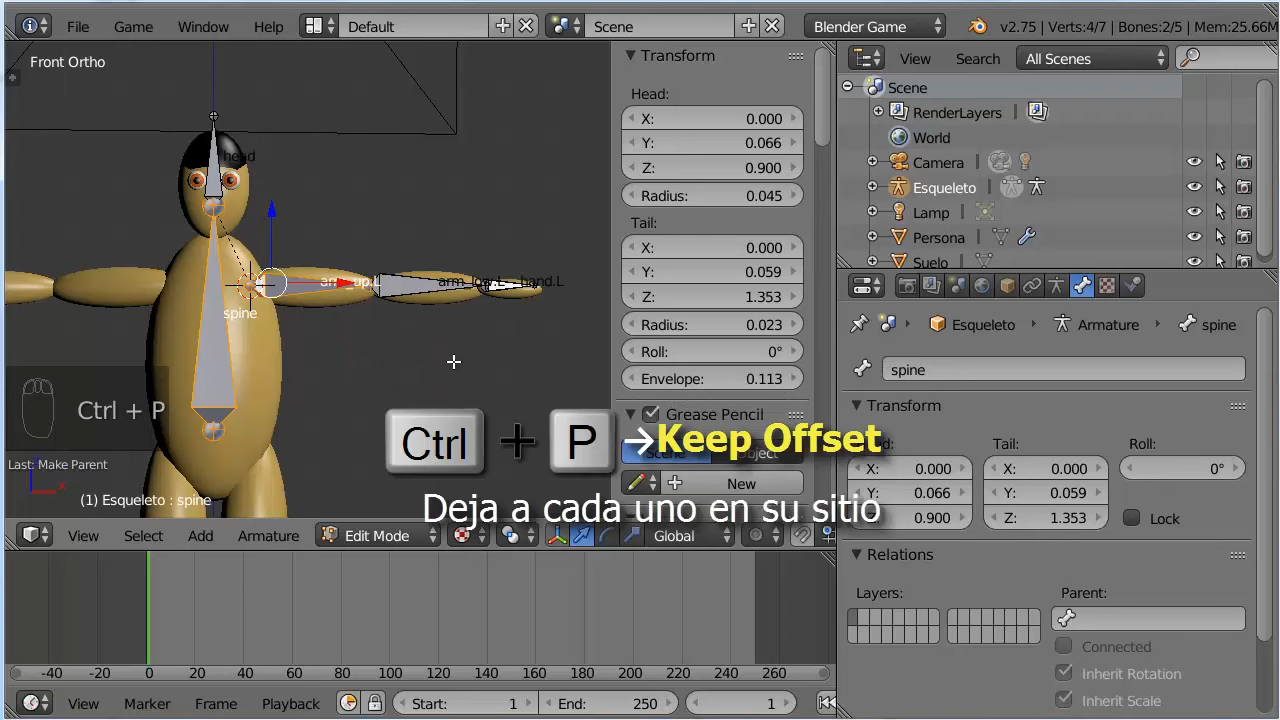 File Game Window Help Default Scene Blender Game v2.75 | Verts:4/7 | Bones:2/5 | Mem:25.66M
Front Ortho
Transform
View Search All Scenes
Head:
X: 0.000
Y: 0.066
Z: 0.900
Radius: 0.045
Tail:
X: 0.000
Y: 0.059
Z: 1.353
Radius: 0.023
Roll: 0°
Envelope: 0.113
Grease Pencil
Scene Object
New
Scene
RenderLayers
World
Camera
Esqueleto
Lamp
Persona
Suelo
head
arm_up.L arm_low.L hand.L
spine
Ctrl + P
Last: Make Parent
(1) Esqueleto : spine
Ctrl + P →Keep Offset
Deja a cada uno en su sitio
Esqueleto Armature spine
spine
Transform
Tail: Roll:
X: 0.000 X: 0.000 0°
Y: 0.066 Y: 0.059
0.900 Z: 1.353 Lock
Relations
Layers: Parent:
Connected
Inherit Rotation
Inherit Scale
View Select Add Armature Edit Mode Global
-40 -20 0 20 40 60 80 100 120 140 160 180 200 220 240 260
View Marker Frame Playback Start: 1 End: 250 1